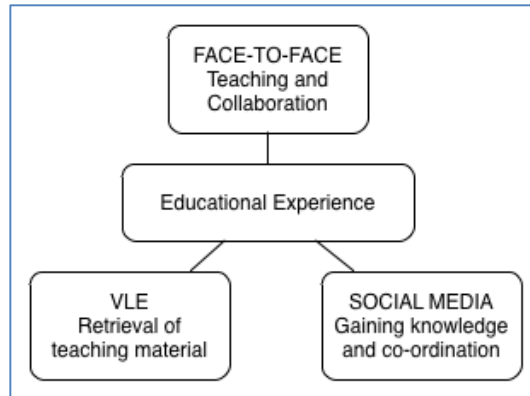 FACE-TO-FACE
Teaching and
Collaboration
Educational Experience
VLE
Retrieval of
teaching material
SOCIAL MEDIA
Gaining knowledge
and co-ordination